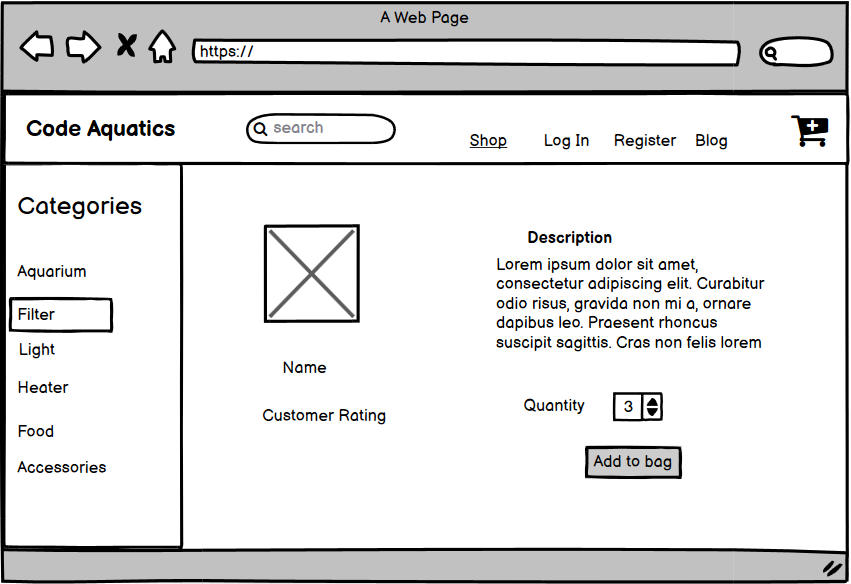 A Web Page
https://
Code Aquatics
search
Shop Log In Register Blog
Categories
Aquarium
Filter
Light
Heater
Food
Accessories
Name
Customer Rating
Description
Lorem ipsum dolor sit amet,
consectetur adipiscing elit. Curabitur
odio risus, gravida non mi a, ornare
dapibus leo. Praesent rhoncus
suscipit sagittis. Cras non felis lorem
Quantity 3
Add to bag